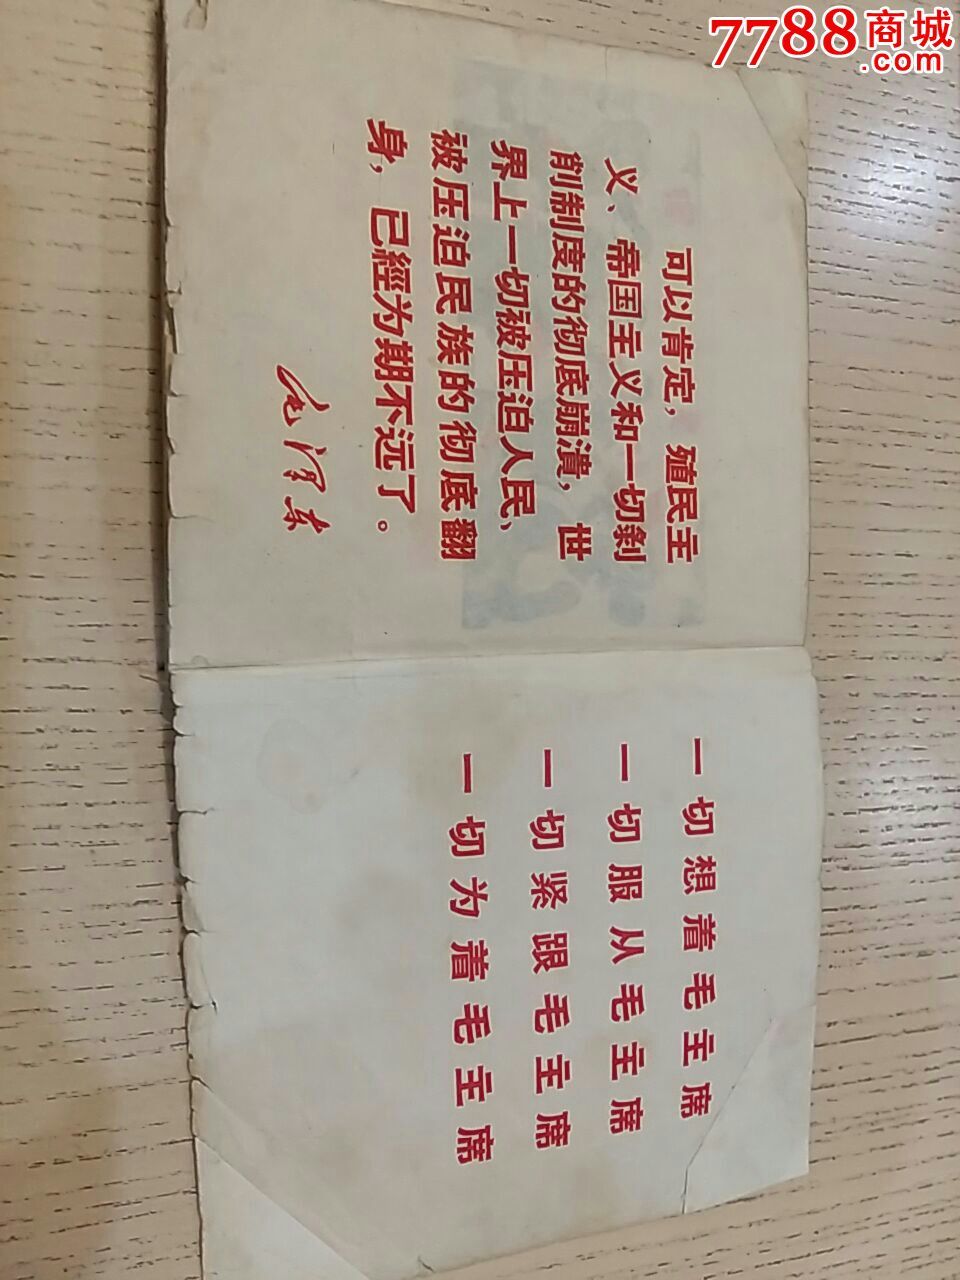 7788商城
.com
可以肯定，殖民主
义、帝国主义和一切剝
削制度的彻底崩潰，世
界上一切被压迫人民、
被压迫民族的彻底翻
身，已經为期不远了。
毛泽东
一切想着毛主席
一切服从毛主席
一切紧跟毛主席
一切为着毛主席